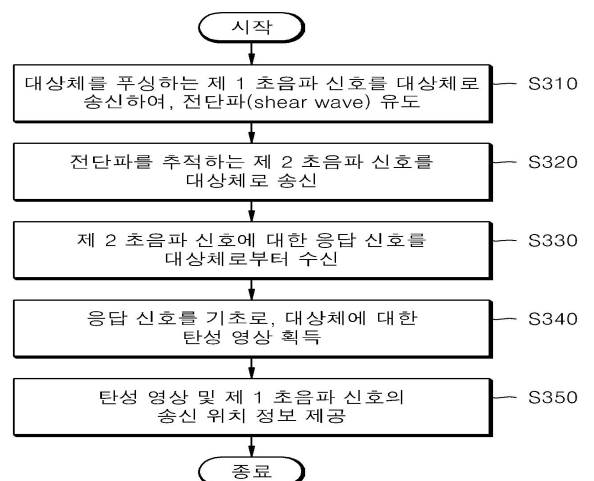 시작
대상체를 푸싱하는 제 1 초음파 신호를 대상체로
송신하여, 전단파(shear wave) 유도
S310
전단파를 추적하는 제 2 초음파 신호를
대상체로 송신
S320
제 2 초음파 신호에 대한 응답 신호를
대상체로부터 수신
S330
응답 신호를 기초로, 대상체에 대한
탄성 영상 획득
S340
탄성 영상 및 제 1 초음파 신호의
송신 위치 정보 제공
S350
종료